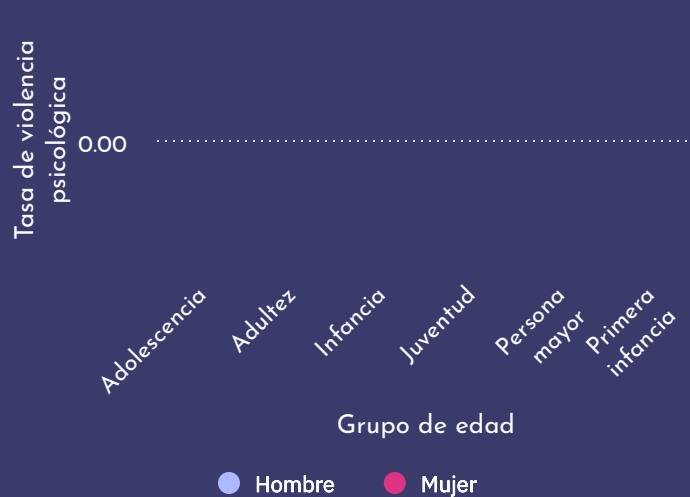 Tasa de violencia
psicológica
0.00
Adolescencia
Adultez
Infancia
Juventud
Persona
mayor
Primera
infancia
Grupo de edad
Hombre
Mujer